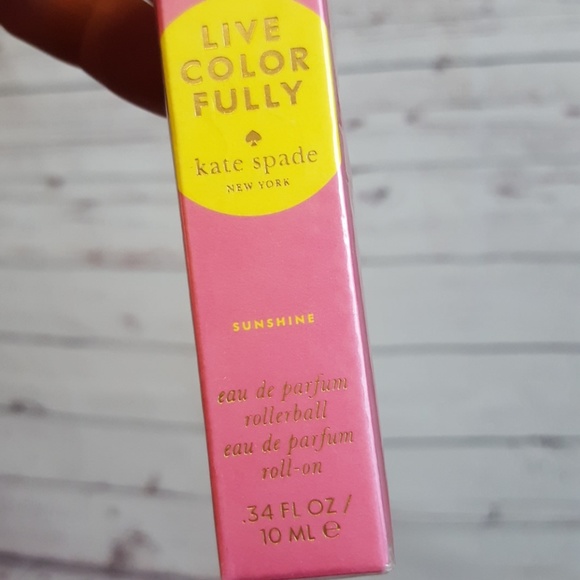 LIVE
COLOR
FULLY
kate spade
NEW YORK
SUNSHINE
eau de parfum
rollerball
eau de parfum
roll-on
.34 FL OZ /
10 ML ℮